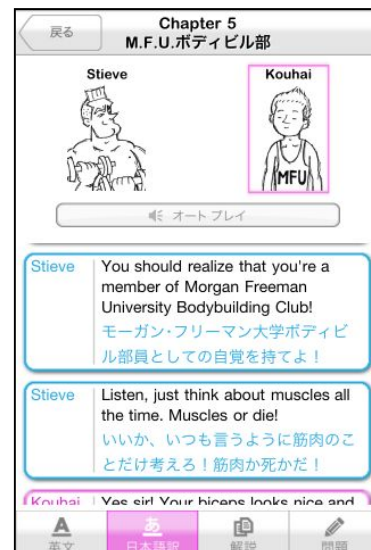 戻る
Chapter 5
M.F.U.ボディビル部
Stieve
Kouhai
MFU
オート プレイ
Stieve
You should realize that you're a
member of Morgan Freeman
University Bodybuilding Club!
モーガン・フリーマン大学ボディビ
ル部員としての自覚を持てよ！
Stieve
Listen, just think about muscles all
the time. Muscles or die!
いいか、いつも言うように筋肉のこ
とだけ考えろ！筋肉か死かだ！
Kouhai
Yes sir! Your biceps looks nice and
A
英文
あ
日本語訳
解説
問題